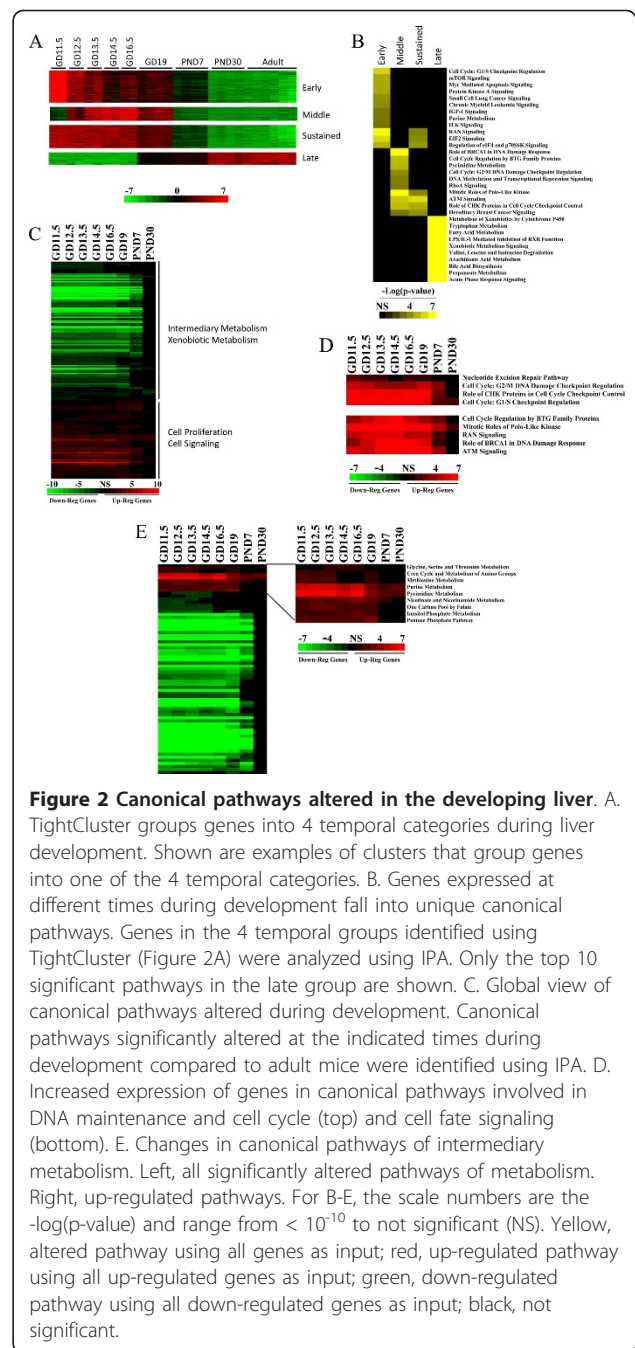 A
GD11.5
GD12.5
GD13.5
GD14.5
GD16.5
GD19
PND7
PND30
Adult
Early
Middle
Sustained
Late
-7 0 7
B
Early
Middle
Sustained
Late
Cell Cycle: G1/S Checkpoint Regulation
mTOR Signaling
Myc Mediated Apoptosis Signaling
Protein Kinase A Signaling
Small Cell Lung Cancer Signaling
Chronic Myeloid Leukemia Signaling
IGF-1 Signaling
Purine Metabolism
ILK Signaling
RAN Signaling
EIF2 Signaling
Regulation of eIF4 and p70S6K Signaling
Role of BRCA1 in DNA Damage Response
Cell Cycle Regulation by BTG Family Proteins
Pyrimidine Metabolism
Cell Cycle: G2/M DNA Damage Checkpoint Regulation
DNA Methylation and Transcriptional Repression Signaling
RhoA Signaling
Mitotic Roles of Polo-Like Kinase
ATM Signaling
Role of CHK Proteins in Cell Cycle Checkpoint Control
Hereditary Breast Cancer Signaling
Metabolism of Xenobiotics by Cytochrome P450
Tryptophan Metabolism
Fatty Acid Metabolism
LPS/IL-1 Mediated Inhibition of RXR Function
Xenobiotic Metabolism Signaling
Valine, Leucine and Isoleucine Degradation
Arachidonic Acid Metabolism
Bile Acid Biosynthesis
Propanoate Metabolism
Acute Phase Response Signaling
-Log(p-value)
NS 4 7
C
GD11.5
GD12.5
GD13.5
GD14.5
GD16.5
GD19
PND7
PND30
Intermediary Metabolism
Xenobiotic Metabolism
Cell Proliferation
Cell Signaling
-10 -5 NS 5 10
Down-Reg Genes Up-Reg Genes
D
GD11.5
GD12.5
GD13.5
GD14.5
GD16.5
GD19
PND7
PND30
Nucleotide Excision Repair Pathway
Cell Cycle: G2/M DNA Damage Checkpoint Regulation
Role of CHK Proteins in Cell Cycle Checkpoint Control
Cell Cycle: G1/S Checkpoint Regulation
Cell Cycle Regulation by BTG Family Proteins
Mitotic Roles of Polo-Like Kinase
RAN Signaling
Role of BRCA1 in DNA Damage Response
ATM Signaling
-7 -4 NS 4 7
Down-Reg Genes Up-Reg Genes
E
GD11.5
GD12.5
GD13.5
GD14.5
GD16.5
GD19
PND7
PND30
GD11.5
GD12.5
GD13.5
GD14.5
GD16.5
GD19
PND7
PND30
Glycine, Serine and Threonine Metabolism
Urea Cycle and Metabolism of Amino Groups
Methionine Metabolism
Purine Metabolism
Pyrimidine Metabolism
Nicotinate and Nicotinamide Metabolism
One Carbon Pool by Folate
Inositol Phosphate Metabolism
Pentose Phosphate Pathway
-7 -4 NS 4 7
Down-Reg Genes Up-Reg Genes
Figure 2 Canonical pathways altered in the developing liver. A.
TightCluster groups genes into 4 temporal categories during liver
development. Shown are examples of clusters that group genes
into one of the 4 temporal categories. B. Genes expressed at
different times during development fall into unique canonical
pathways. Genes in the 4 temporal groups identified using
TightCluster (Figure 2A) were analyzed using IPA. Only the top 10
significant pathways in the late group are shown. C. Global view of
canonical pathways altered during development. Canonical
pathways significantly altered at the indicated times during
development compared to adult mice were identified using IPA. D.
Increased expression of genes in canonical pathways involved in
DNA maintenance and cell cycle (top) and cell fate signaling
(bottom). E. Changes in canonical pathways of intermediary
metabolism. Left, all significantly altered pathways of metabolism.
Right, up-regulated pathways. For B-E, the scale numbers are the
-log(p-value) and range from < 10-10 to not significant (NS). Yellow,
altered pathway using all genes as input; red, up-regulated pathway
using all up-regulated genes as input; green, down-regulated
pathway using all down-regulated genes as input; black, not
significant.